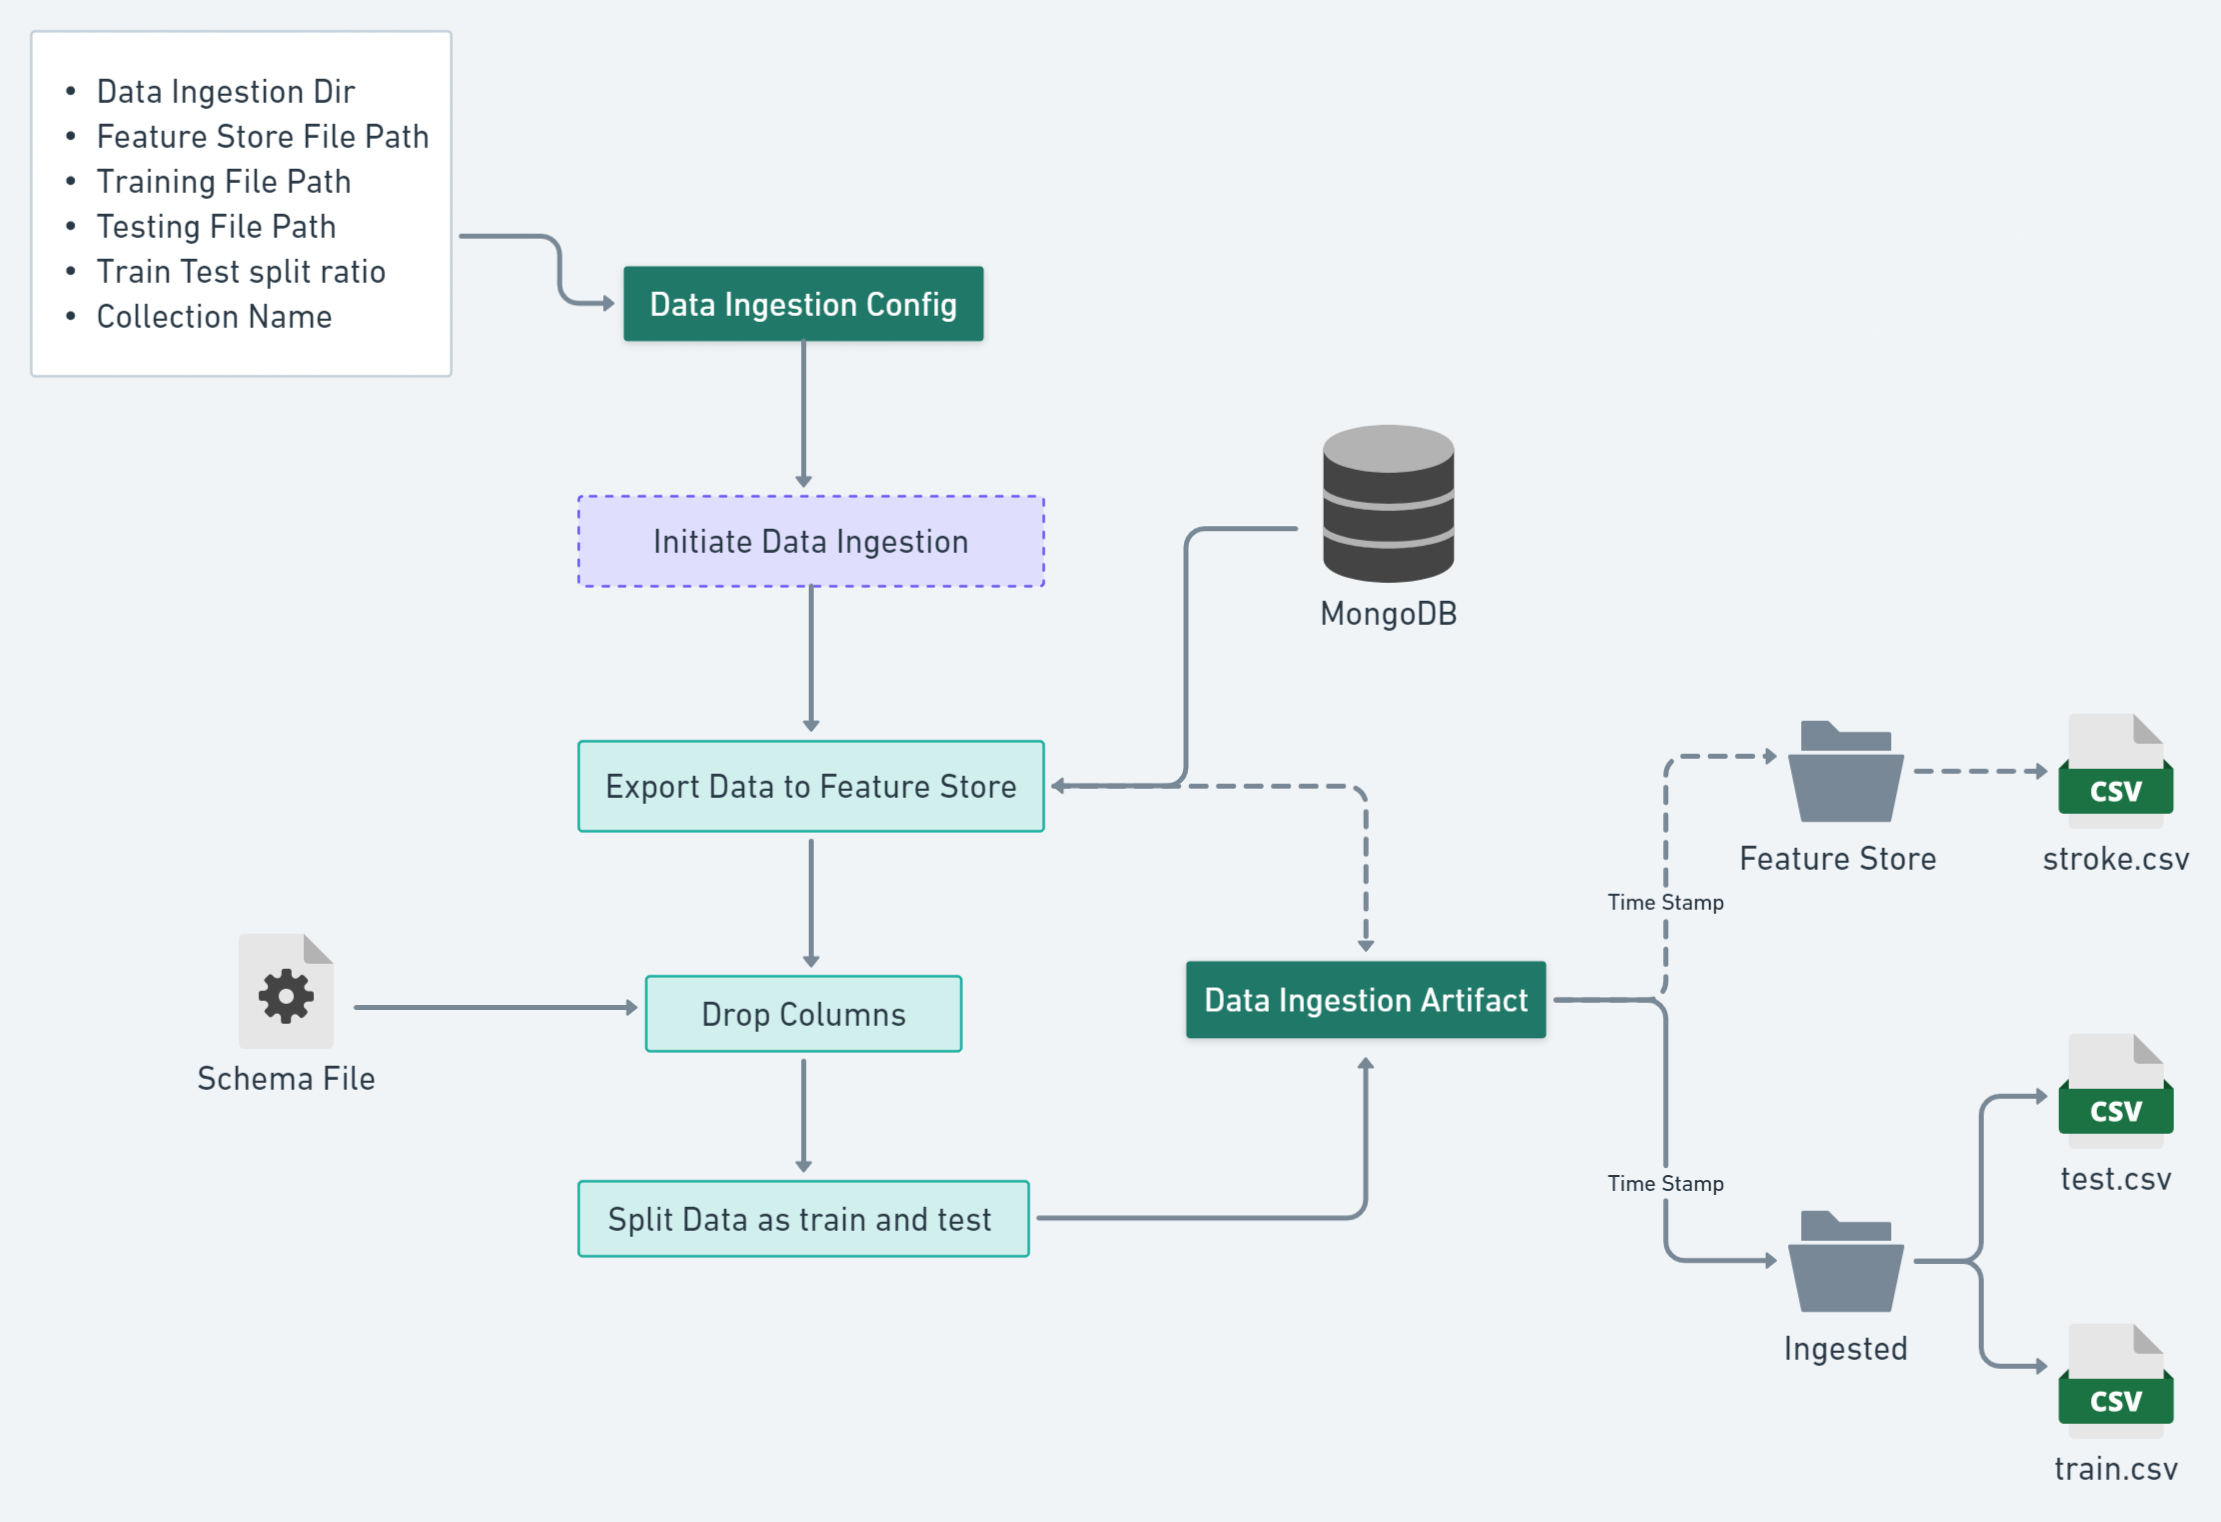 • Data Ingestion Dir
• Feature Store File Path
• Training File Path
• Testing File Path
• Train Test split ratio
• Collection Name
Data Ingestion Config
Initiate Data Ingestion
MongoDB
Export Data to Feature Store
CSV
Feature Store
stroke.csv
Time Stamp
Data Ingestion Artifact
Drop Columns
Schema File
CSV
test.csv
Time Stamp
Split Data as train and test
Ingested
CSV
train.csv